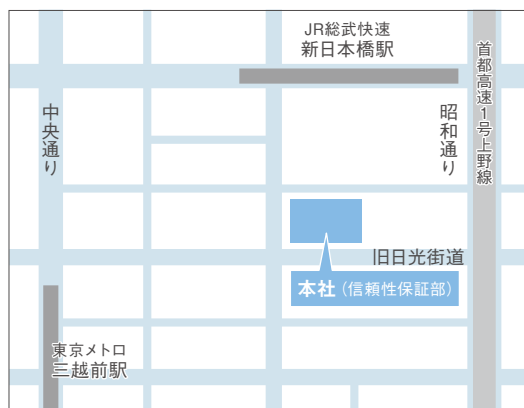 JR総武快速
新日本橋駅
首都高速1号上野線
中央通り
昭和通り
旧日光街道
本社(信頼性保証部)
東京メトロ
三越前駅